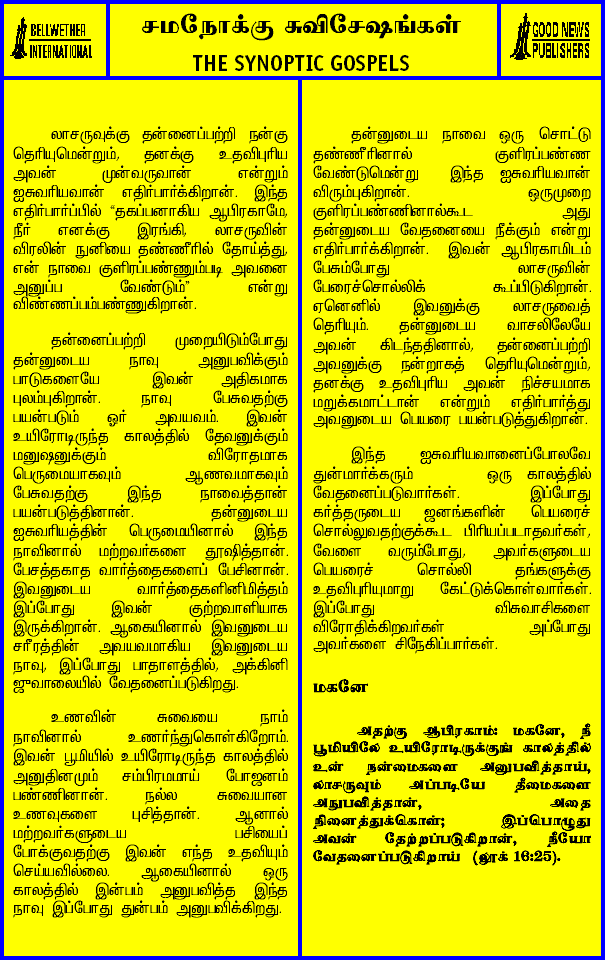 BELLWETHER
INTERNATIONAL
சமநோக்கு சுவிசேஷங்கள்
THE SYNOPTIC GOSPELS
GOOD NEWS
PUBLISHERS
லாசருவுக்கு தன்னைப்பற்றி நன்கு
தெரியுமென்றும், தனக்கு உதவிபுரிய
அவன் முன்வருவான் என்றும்
ஐசுவரியவான் எதிர்பார்க்கிறான். இந்த
எதிர்பார்ப்பில் “தகப்பனாகிய ஆபிரகாமே,
நீர் எனக்கு இரங்கி, லாசருவின்
விரலின் நுனியை தண்ணீரில் தோய்த்து,
என் நாவை குளிரப்பண்ணும்படி அவனை
அனுப்ப வேண்டும்” என்று
விண்ணப்பம்பண்ணுகிறான்.
தன்னைப்பற்றி முறையிடும்போது
தன்னுடைய நாவு அனுபவிக்கும்
பாடுகளையே இவன் அதிகமாக
புலம்புகிறான். நாவு பேசுவதற்கு
பயன்படும் ஓர் அவயவம். இவன்
உயிரோடிருந்த காலத்தில் தேவனுக்கும்
மனுஷனுக்கும் விரோதமாக
பெருமையாகவும் ஆணவமாகவும்
பேசுவதற்கு இந்த நாவைத்தான்
பயன்படுத்தினான். தன்னுடைய
ஐசுவரியத்தின் பெருமையினால் இந்த
நாவினால் மற்றவர்களை தூஷித்தான்.
பேசத்தகாத வார்த்தைகளைப் பேசினான்.
இவனுடைய வார்த்தைகளினிமித்தம்
இப்போது இவன் குற்றவாளியாக
இருக்கிறான். ஆகையினால் இவனுடைய
சரீரத்தின் அவயவமாகிய இவனுடைய
நாவு, இப்போது பாதாளத்தில், அக்கினி
ஜுவாலையில் வேதனைப்படுகிறது.
உணவின் சுவையை நாம்
நாவினால் உணர்ந்துகொள்கிறோம்.
இவன் பூமியில் உயிரோடிருந்த காலத்தில்
அனுதினமும் சம்பிரமமாய் போஜனம்
பண்ணினான். நல்ல சுவையான
உணவுகளை புசித்தான். ஆனால்
மற்றவர்களுடைய பசியைப்
போக்குவதற்கு இவன் எந்த உதவியும்
செய்யவில்லை. ஆகையினால் ஒரு
காலத்தில் இன்பம் அனுபவித்த இந்த
நாவு இப்போது துன்பம் அனுபவிக்கிறது.
தன்னுடைய நாவை ஒரு சொட்டு
தண்ணீரினால் குளிரப்பண்ண
வேண்டுமென்று இந்த ஐசுவரியவான்
விரும்புகிறான். ஒருமுறை
குளிரப்பண்ணினால்கூட அது
தன்னுடைய வேதனையை நீக்கும் என்று
எதிர்பார்க்கிறான். இவன் ஆபிரகாமிடம்
பேசும்போது லாசருவின்
பேரைச்சொல்லிக் கூப்பிடுகிறான்.
ஏனெனில் இவனுக்கு லாசருவைத்
தெரியும். தன்னுடைய வாசலிலேயே
அவன் கிடந்ததினால், தன்னைப்பற்றி
அவனுக்கு நன்றாகத் தெரியுமென்றும்,
தனக்கு உதவிபுரிய அவன் நிச்சயமாக
மறுக்கமாட்டான் என்றும் எதிர்பார்த்து
அவனுடைய பெயரை பயன்படுத்துகிறான்.
இந்த ஐசுவரியவானைப்போலவே
துன்மார்க்கரும் ஒரு காலத்தில்
வேதனைப்படுவார்கள். இப்போது
கர்த்தருடைய ஜனங்களின் பெயரைச்
சொல்லுவதற்குக்கூட பிரியப்படாதவர்கள்,
வேளை வரும்போது, அவர்களுடைய
பெயரைச் சொல்லி தங்களுக்கு
உதவிபுரியுமாறு கேட்டுக்கொள்வார்கள்.
இப்போது விசுவாசிகளை
விரோதிக்கிறவர்கள் அப்போது
அவர்களை சிநேகிப்பார்கள்.
மகனே
அதற்கு ஆபிரகாம்: மகனே, நீ
பூமியிலே உயிரோடிருக்குங் காலத்தில்
உன் நன்மைகளை அனுபவித்தாய்,
லாசருவும் அப்படியே தீமைகளை
அநுபவித்தான், அதை
நினைத்துக்கொள்; இப்பொழுது
அவன் தேற்றப்படுகிறான், நீயோ
வேதனைப்படுகிறாய் (லூக் 16:25).